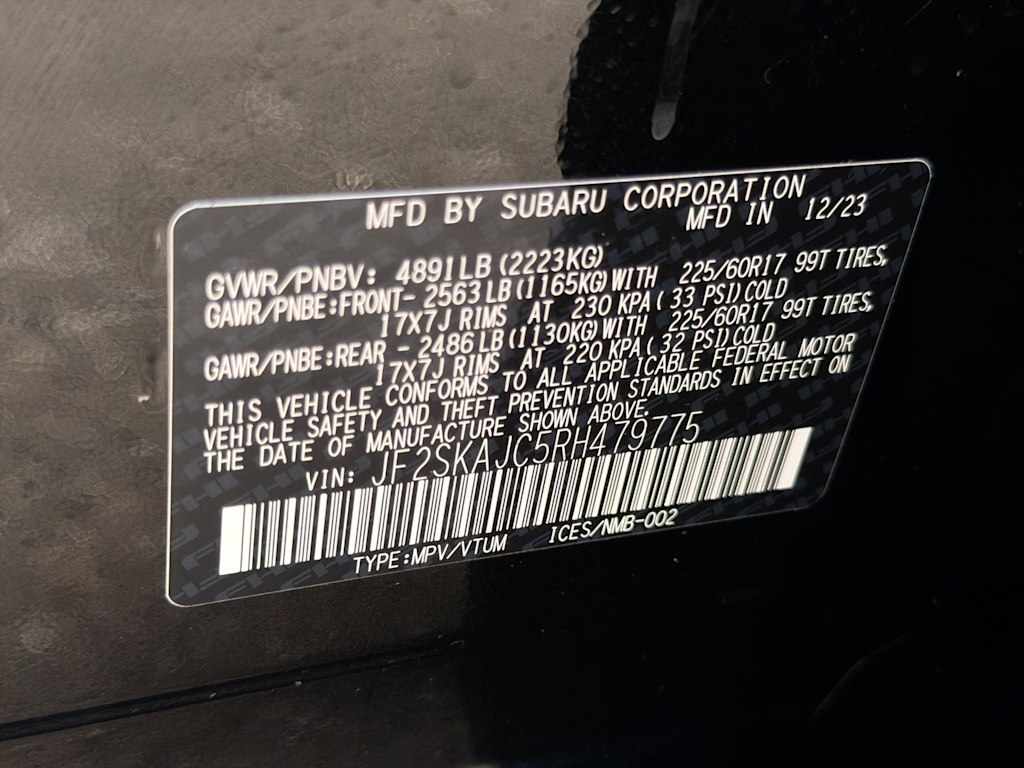 MFD BY SUBARU CORPORATION
MFD IN 12/23
GVWR/PNBV: 4891LB(2223KG)
GAWR/PNBE:FRONT- 2563LB(1165KG)WITH 225/60R17 99T TIRES,
17X7J RIMS AT 230 KPA( 33 PSI)COLD
GAWR/PNBE:REAR - 2486LB(1130KG)WITH 225/60R17 99T TIRES,
17X7J RIMS AT 220 KPA( 32 PSI)COLD
THIS VEHICLE CONFORMS TO ALL APPLICABLE FEDERAL MOTOR
VEHICLE SAFETY AND THEFT PREVENTION STANDARDS IN EFFECT ON
THE DATE OF MANUFACTURE SHOWN ABOVE.
VIN: JF2SKAJC5RH479775
TYPE:MPV/VTUM ICES/NMB-002